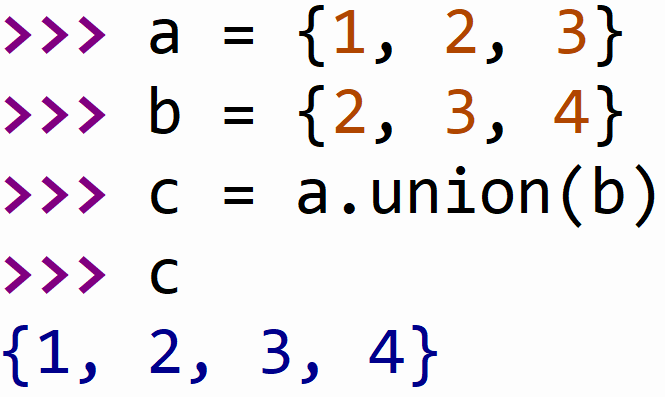 >>> a = {1, 2, 3}
>>> b = {2, 3, 4}
>>> c = a.union(b)
>>> c
{1, 2, 3, 4}